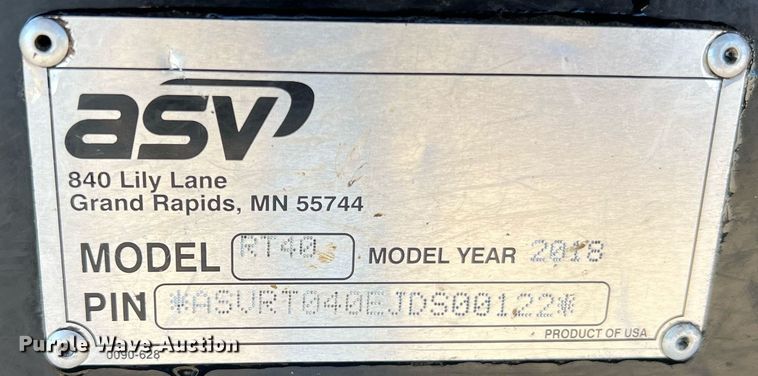 asv
840 Lily Lane
Grand Rapids, MN 55744
MODEL RT40 MODEL YEAR 2018
PIN *ASVRT040EJDS00122*
PRODUCT OF USA
0090-628
Purple Wave Auction